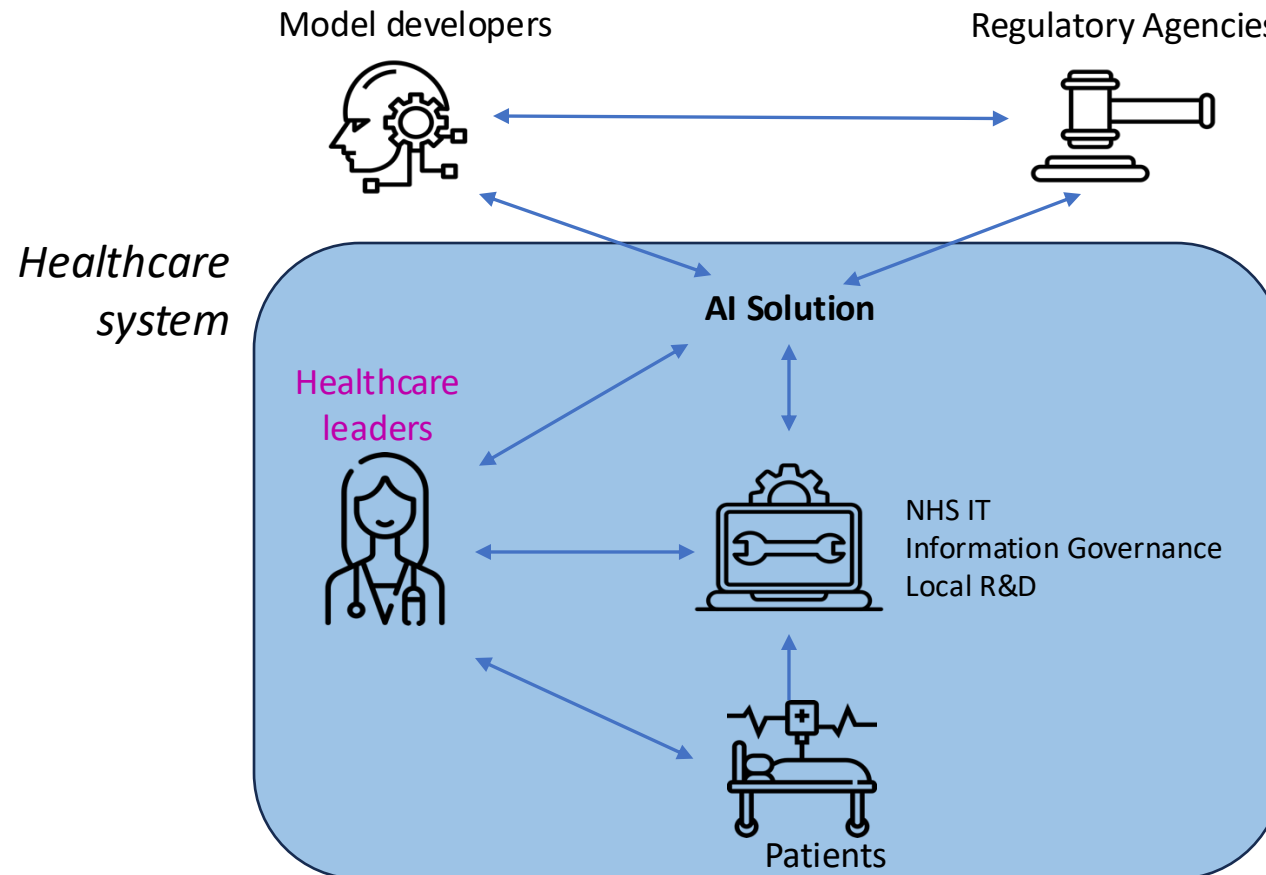 Model developers
Regulatory Agencies
Healthcare
system
AI Solution
Healthcare
leaders
NHS IT
Information Governance
Local R&D
Patients